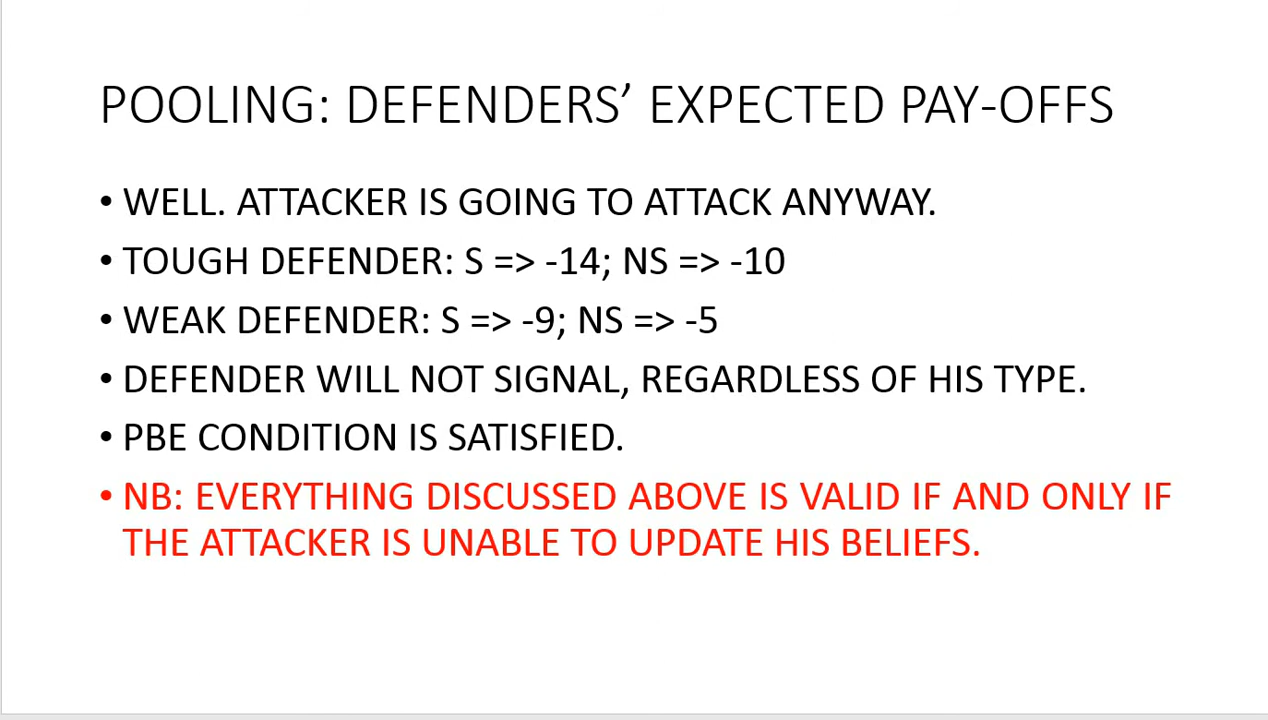 POOLING: DEFENDERS’ EXPECTED PAY-OFFS
• WELL. ATTACKER IS GOING TO ATTACK ANYWAY.
• TOUGH DEFENDER: S => -14; NS => -10
• WEAK DEFENDER: S => -9; NS => -5
• DEFENDER WILL NOT SIGNAL, REGARDLESS OF HIS TYPE.
• PBE CONDITION IS SATISFIED.
• NB: EVERYTHING DISCUSSED ABOVE IS VALID IF AND ONLY IF
THE ATTACKER IS UNABLE TO UPDATE HIS BELIEFS.